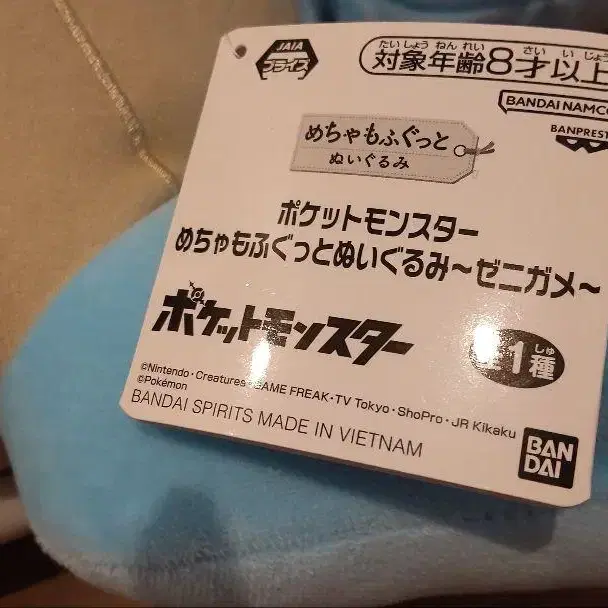 JAIA
プライズ
たいしょう ねん れい さい い じょう
対象年齢8才以上
BANDAI NAMCO
BANPREST
めちゃもふぐっと
ぬいぐるみ
ポケットモンスター
めちゃもふぐっとぬいぐるみ〜ゼニガメ〜
ポケットモンスター
しゅ
全1種
©Nintendo・Creatures・GAME FREAK・TV Tokyo・ShoPro・JR Kikaku
©Pokémon
BANDAI SPIRITS MADE IN VIETNAM
BAN
DAI